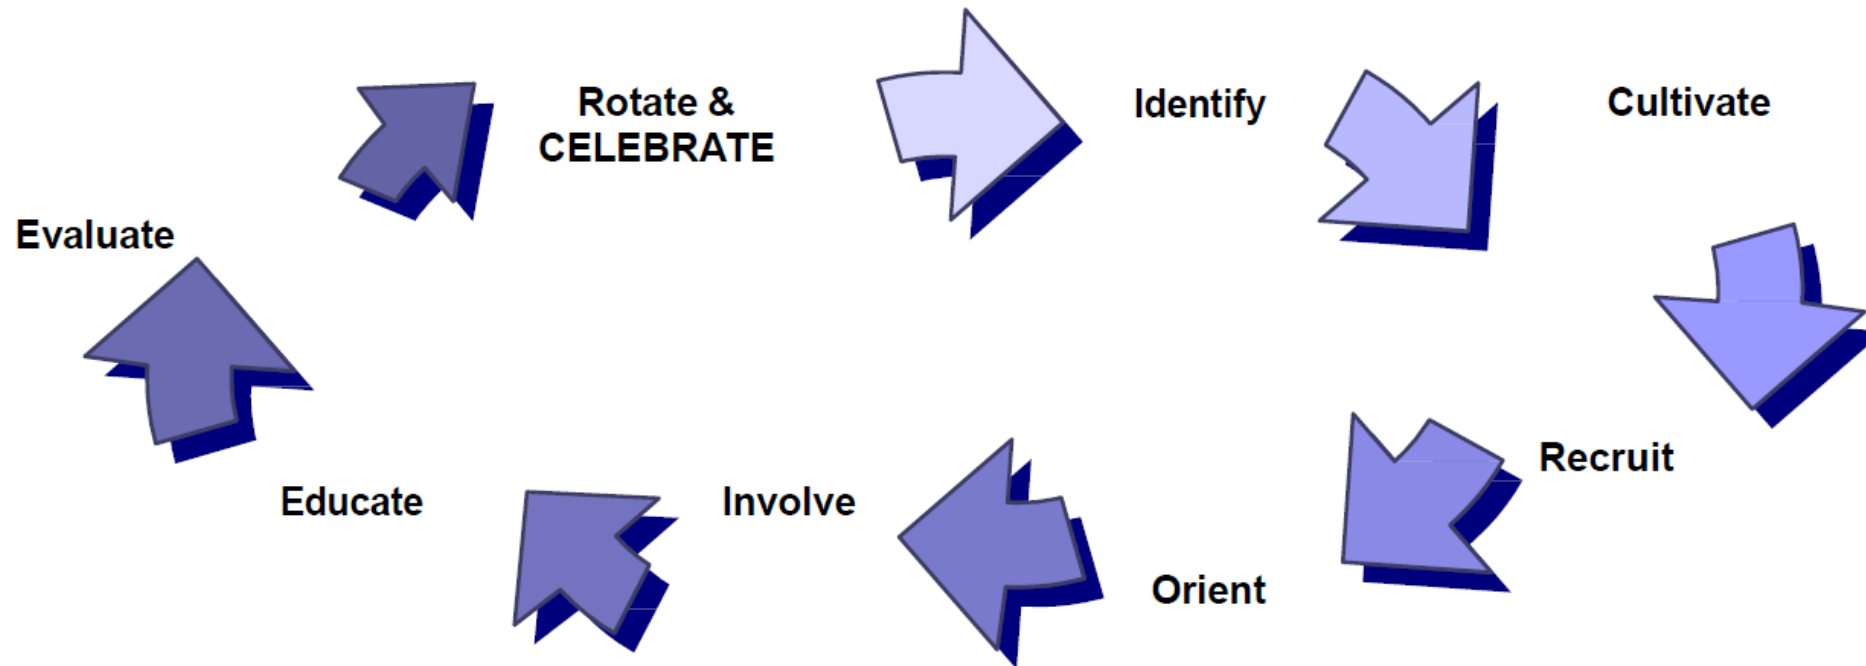 Rotate &
CELEBRATE
Identify
Cultivate
Recruit
Orient
Involve
Educate
Evaluate